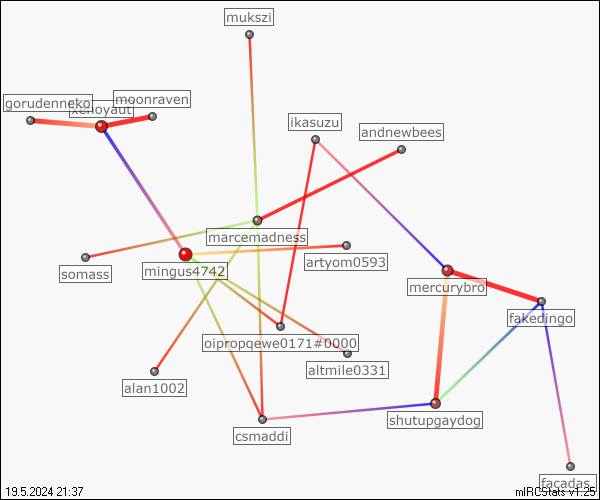 mukszi
gorudenneko
moonraven
xenoyaut
ikasuzu
andnewbees
marcemadness
artyom0593
somass
mingus4742
mercurybro
fakedingo
oipropqewe0171#0000
altmile0331
alan1002
shutupgaydog
csmaddi
facadas_
19.5.2024 21:37
mIRCStats v1.25